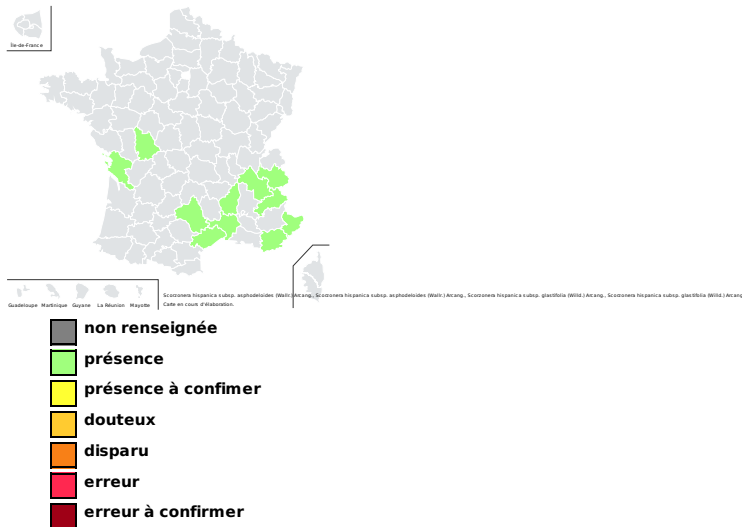 Ile-de-France
Guadeloupe Martinique Guyane La Réunion Mayotte
Scorzonera hispanica subsp. asphodeloides (Wallr.) Arcang., Scorzonera hispanica subsp. asphodeloides (Wallr.) Arcang., Scorzonera hispanica subsp. glastifolia (Willd.) Arcang., Scorzonera hispanica subsp. glastifolia (Willd.) Arcang
Carte en cours d'élaboration.
non renseignée
présence
présence à confimer
douteux
disparu
erreur
erreur à confirmer